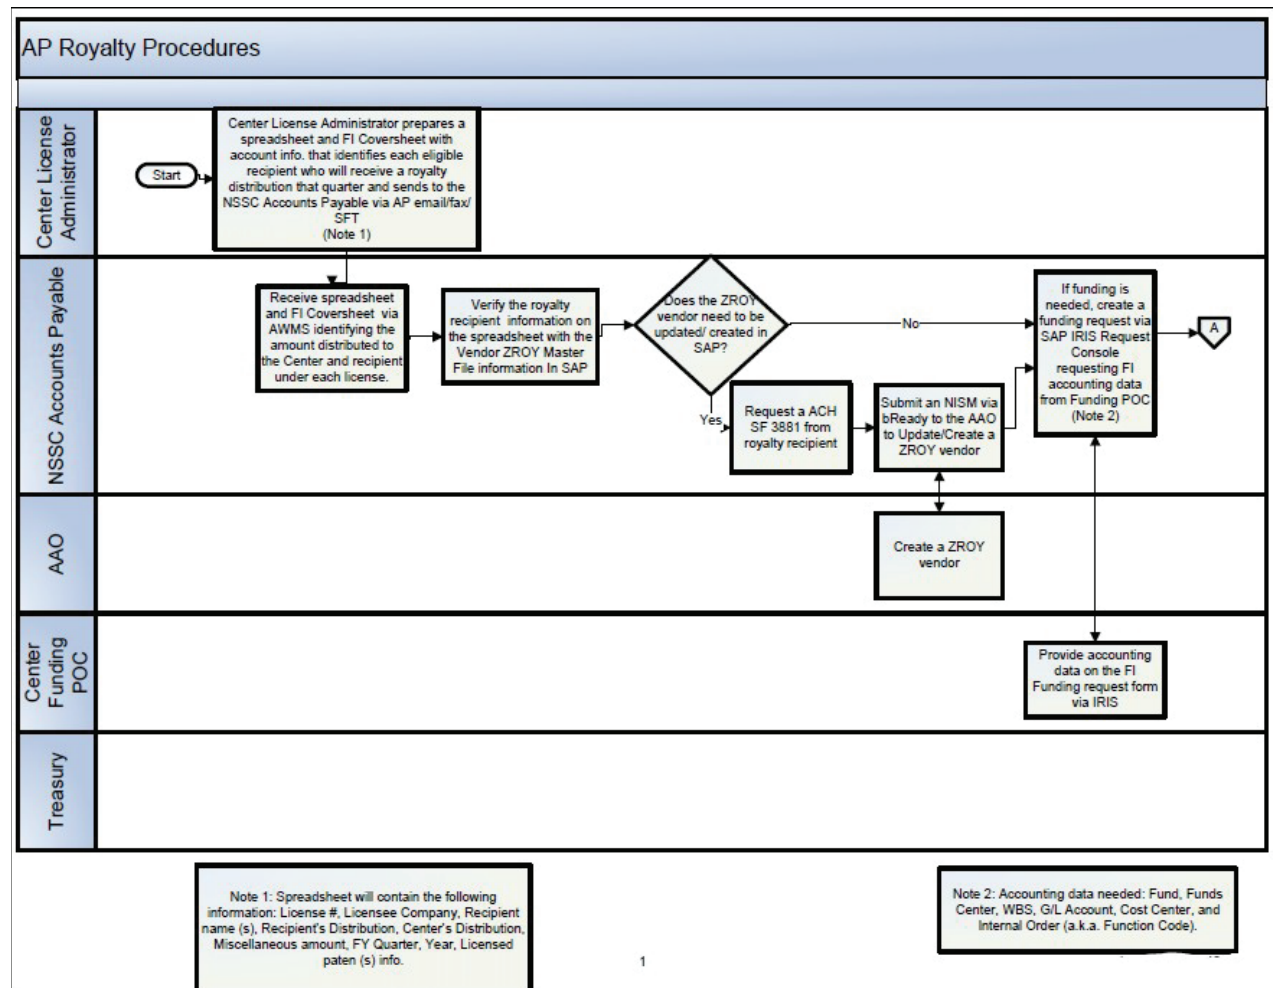 AP Royalty Procedures
Center License
Administrator
Start
Center License Administrator prepares a
spreadsheet and FI Coversheet with
account info. that identifies each eligible
recipient who will receive a royalty
distribution that quarter and sends to the
NSSC Accounts Payable via AP email/fax/
SFT
(Note 1)
NSSC Accounts Payable
Receive spreadsheet
and FI Coversheet via
AWMS identifying the
amount distributed to
the Center and recipient
under each license.
Verify the royalty
recipient information on
the spreadsheet with the
Vendor ZROY Master
File information In SAP
Does the ZROY
vendor need to be
updated/ created in
SAP?
No
Yes
Request a ACH
SF 3881 from
royalty recipient
Submit an NISM via
bReady to the AAO
to Update/Create a
ZROY vendor
If funding is
needed, create a
funding request via
SAP IRIS Request
Console
requesting FI
accounting data
from Funding POC
(Note 2)
A
AAO
Create a ZROY
vendor
Center
Funding
POC
Provide accounting
data on the FI
Funding request form
via IRIS
Treasury
Note 1: Spreadsheet will contain the following
information: License #, Licensee Company, Recipient
name (s), Recipient's Distribution, Center's Distribution,
Miscellaneous amount, FY Quarter, Year, Licensed
paten (s) info.
1
Note 2: Accounting data needed: Fund, Funds
Center, WBS, G/L Account, Cost Center, and
Internal Order (a.k.a. Function Code).